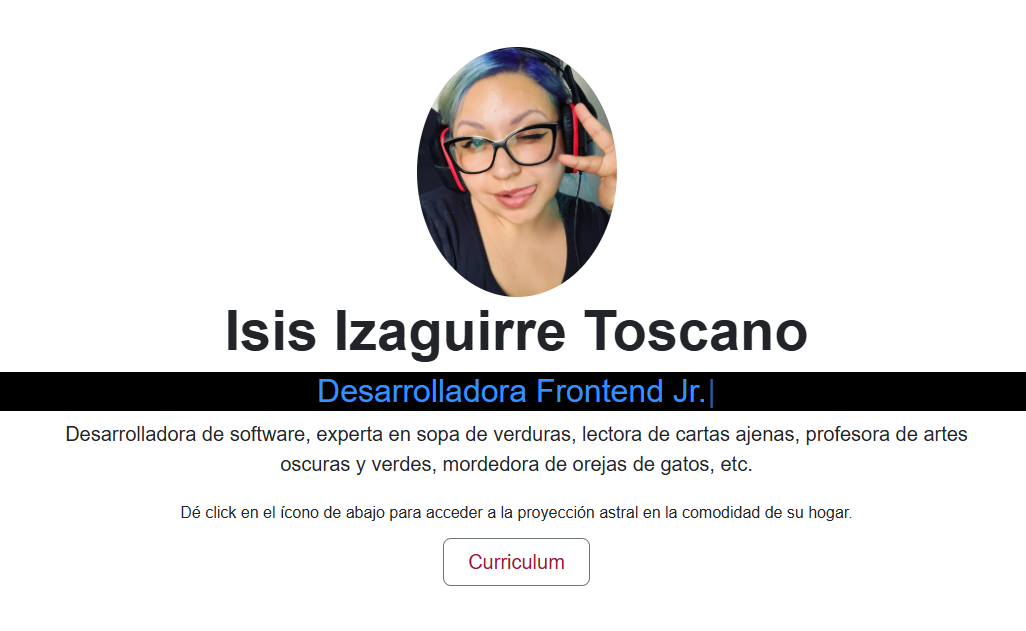 Isis Izaguirre Toscano
Desarrolladora Frontend Jr.|
Desarrolladora de software, experta en sopa de verduras, lectora de cartas ajenas, profesora de artes
oscuras y verdes, mordedora de orejas de gatos, etc.
Dé click en el ícono de abajo para acceder a la proyección astral en la comodidad de su hogar.
Curriculum